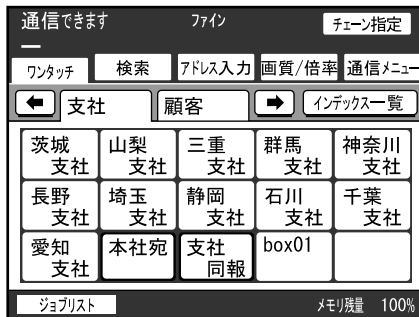 通信できます ファイン チェーン指定
ワンタッチ 検索 アドレス入力 画質/倍率 通信メニュー
支社 顧客 インデックス一覧
茨城 山梨 三重 群馬 神奈川
支社 支社 支社 支社 支社
長野 埼玉 静岡 石川 千葉
支社 支社 支社 支社 支社
愛知 本社宛 支社 box01
支社 同報
ジョブリスト メモリ残量 100%